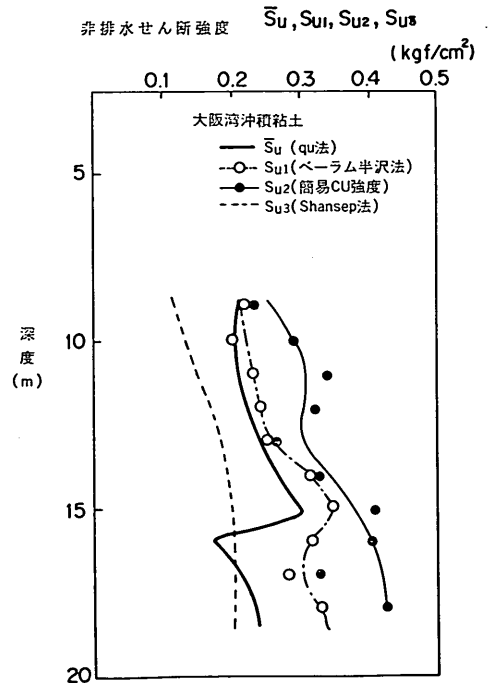 非排水せん断強度 S̄u, Su1, Su2, Su3
(kgf/cm²)
0.1 0.2 0.3 0.4 0.5
大阪湾沖積粘土
S̄u (qu法)
Su1(ベーラム半沢法)
Su2(簡易CU強度)
Su3(Shansep法)
5
深度
(m)
10
15
20